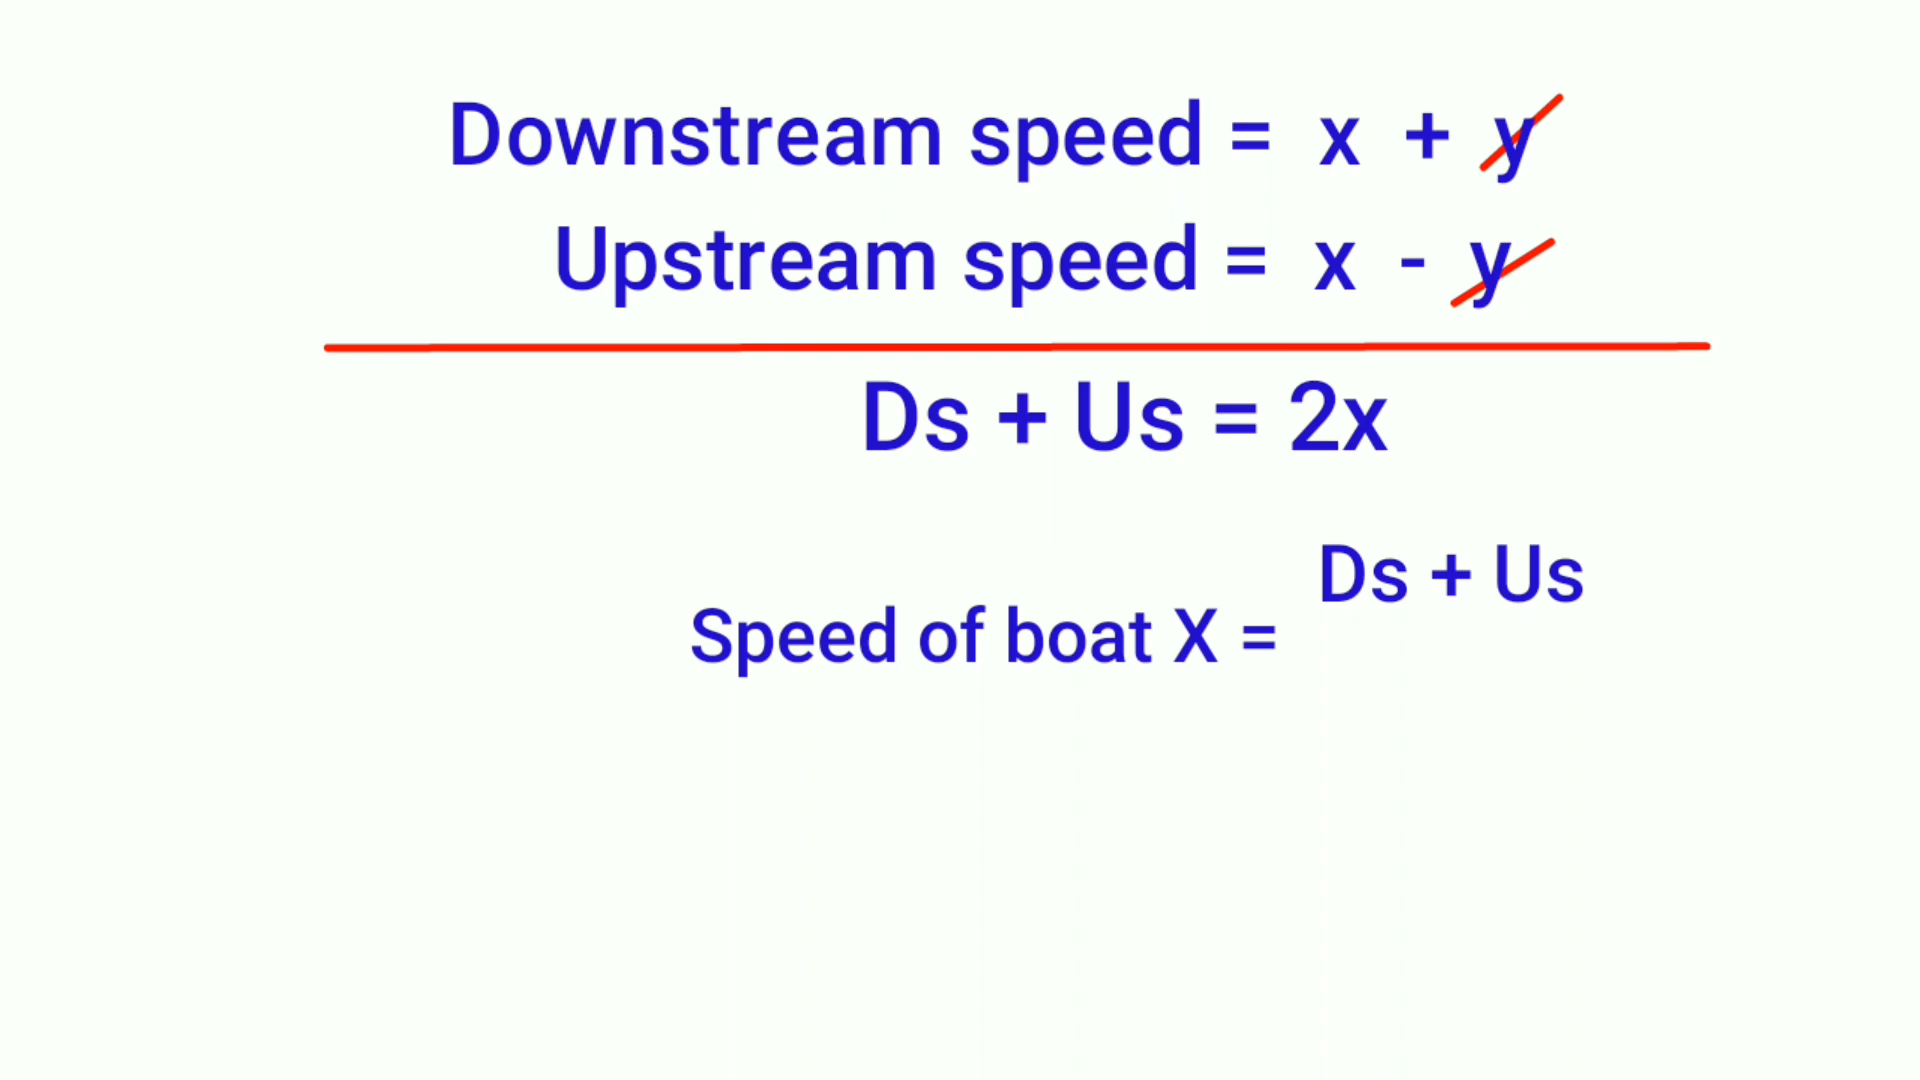 Downstream speed = x + y
Upstream speed = x - y
Ds + Us = 2x
Ds + Us
Speed of boat X =